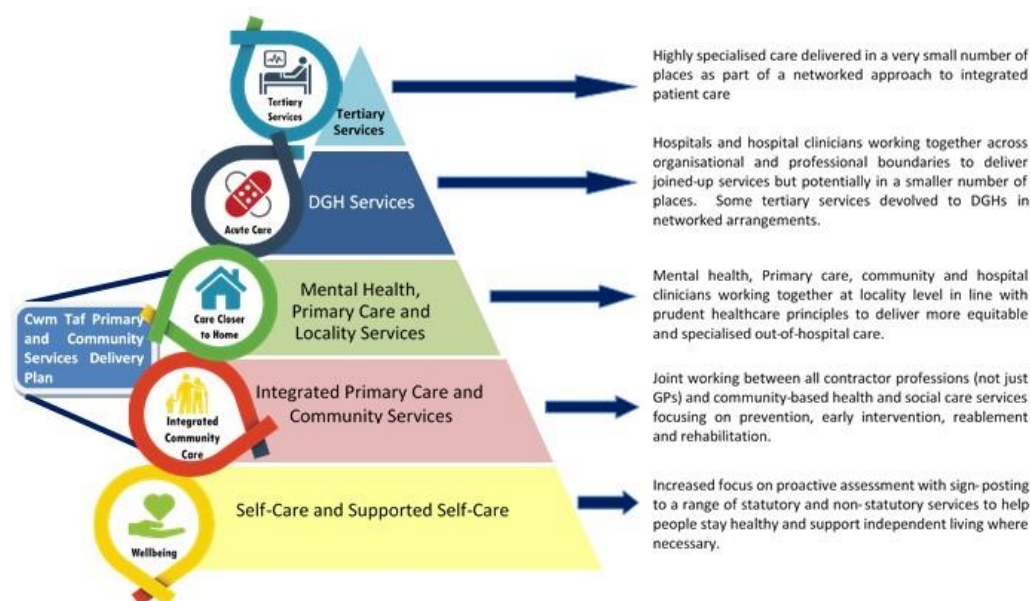 Tertiary
Services
Tertiary
Services
Highly specialised care delivered in a very small number of
places as part of a networked approach to integrated
patient care
Acute Care
DGH Services
Hospitals and hospital clinicians working together across
organisational and professional boundaries to deliver
joined-up services but potentially in a smaller number of
places. Some tertiary services devolved to DGHs in
networked arrangements.
Care Closer
to Home
Mental Health,
Primary Care and
Locality Services
Mental health, Primary care, community and hospital
clinicians working together at locality level in line with
prudent healthcare principles to deliver more equitable
and specialised out-of-hospital care.
Cwm Taf Primary
and Community
Services Delivery
Plan
Integrated
Community
Care
Integrated Primary Care and
Community Services
Joint working between all contractor professions (not just
GPs) and community-based health and social care services
focusing on prevention, early intervention, reablement
and rehabilitation.
Wellbeing
Self-Care and Supported Self-Care
Increased focus on proactive assessment with sign-posting
to a range of statutory and non-statutory services to help
people stay healthy and support independent living where
necessary.